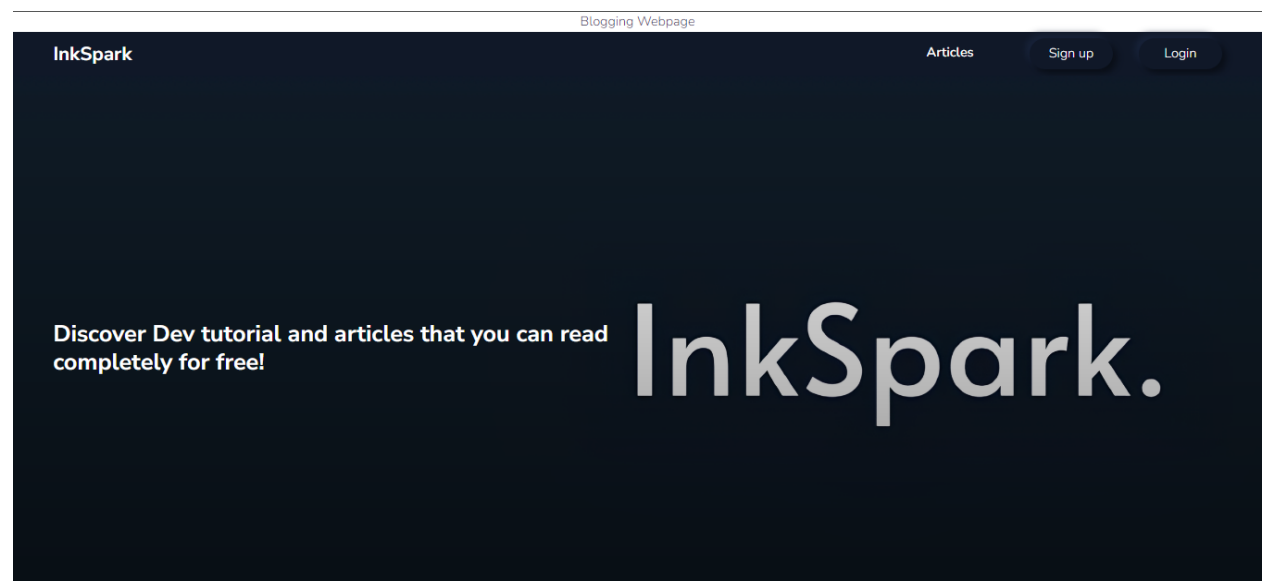 Blogging Webpage
InkSpark
Articles
Sign up
Login
Discover Dev tutorial and articles that you can read
completely for free!
InkSpark.